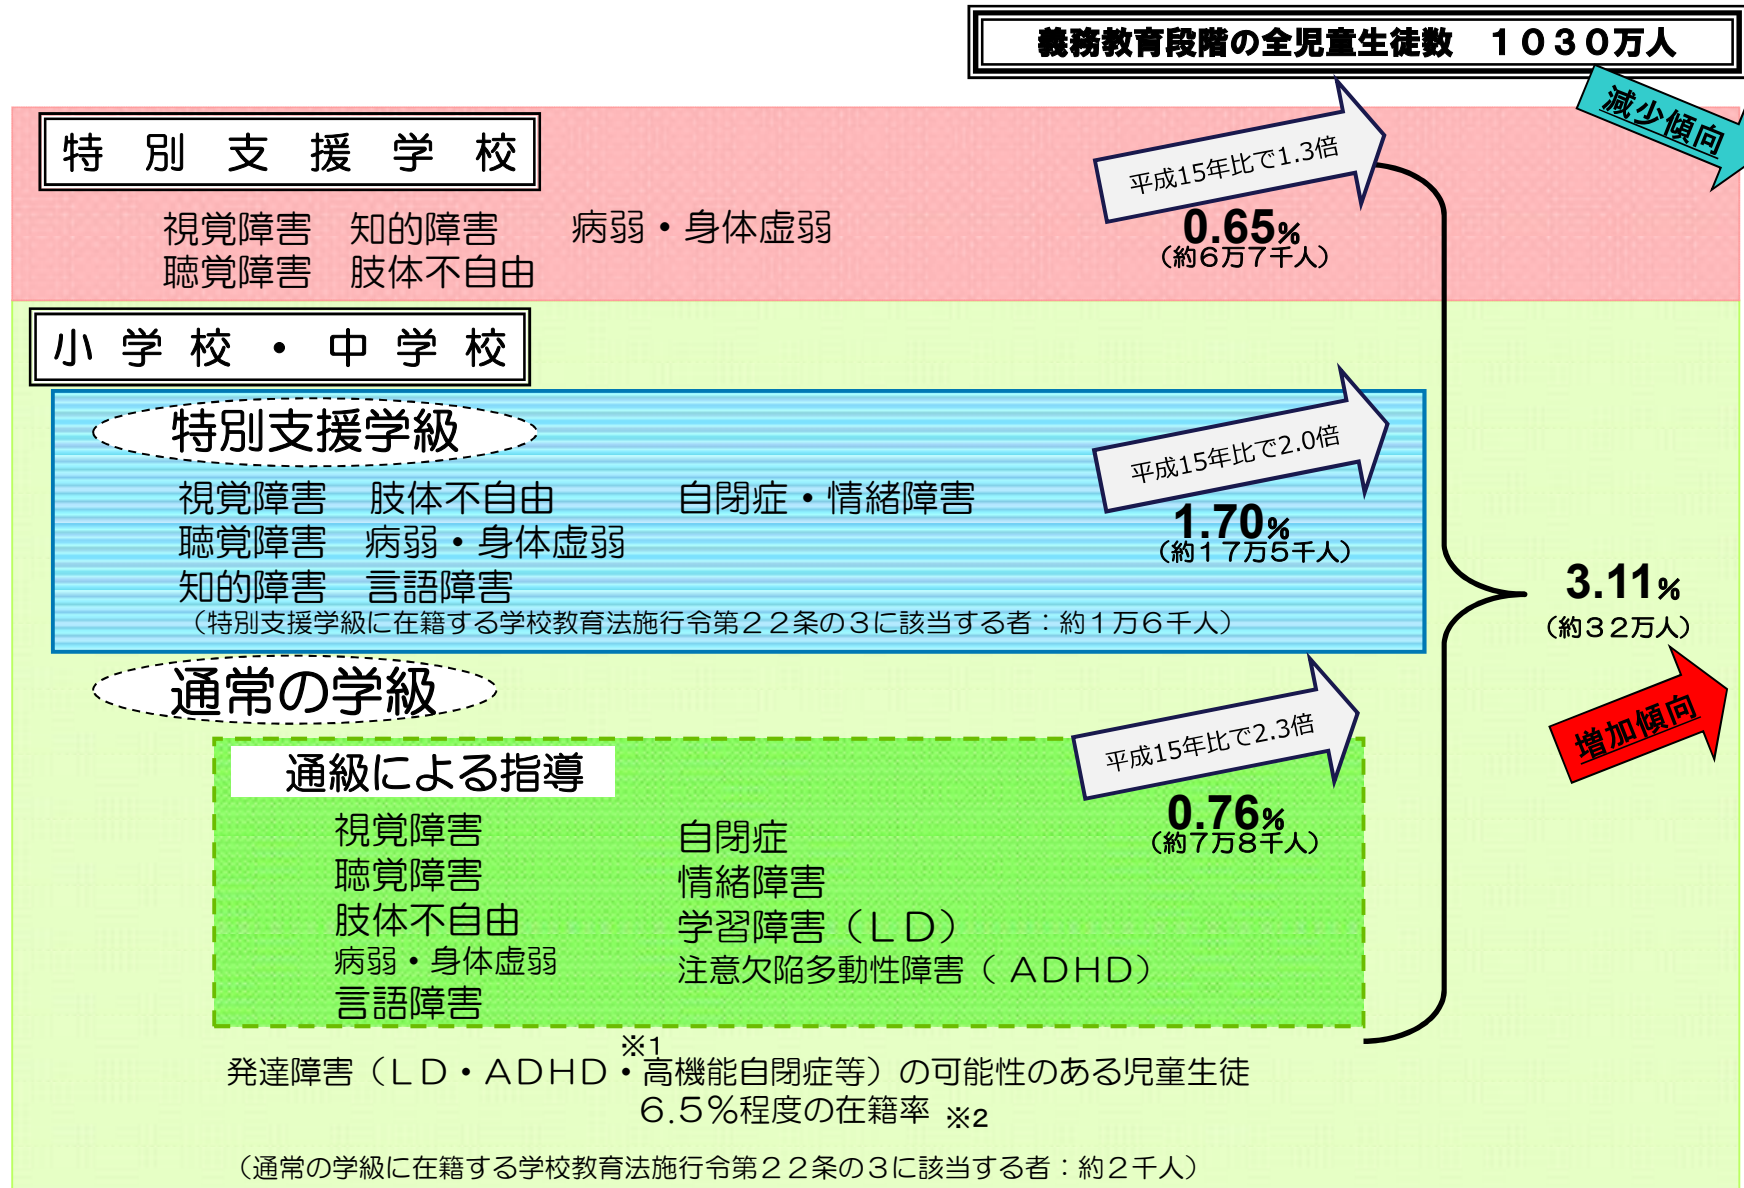 義務教育段階の全児童生徒数　１０３０万人
減少傾向
特別支援学校
平成15年比で1.3倍
視覚障害　知的障害　病弱・身体虚弱
聴覚障害　肢体不自由
0.65%
（約６万７千人）
小学校・中学校
特別支援学級
平成15年比で2.0倍
視覚障害　肢体不自由　自閉症・情緒障害
聴覚障害　病弱・身体虚弱
知的障害　言語障害
1.70%
（約１７万５千人）
（特別支援学級に在籍する学校教育法施行令第２２条の３に該当する者：約１万６千人）
3.11%
（約３２万人）
増加傾向
通常の学級
平成15年比で2.3倍
通級による指導
0.76%
（約７万８千人）
視覚障害
聴覚障害
肢体不自由
病弱・身体虚弱
言語障害
自閉症
情緒障害
学習障害（ＬＤ）
注意欠陥多動性障害（ＡＤＨＤ）
※1
発達障害（ＬＤ・ＡＤＨＤ・高機能自閉症等）の可能性のある児童生徒
６.５％程度の在籍率 ※2
（通常の学級に在籍する学校教育法施行令第２２条の３に該当する者：約２千人）